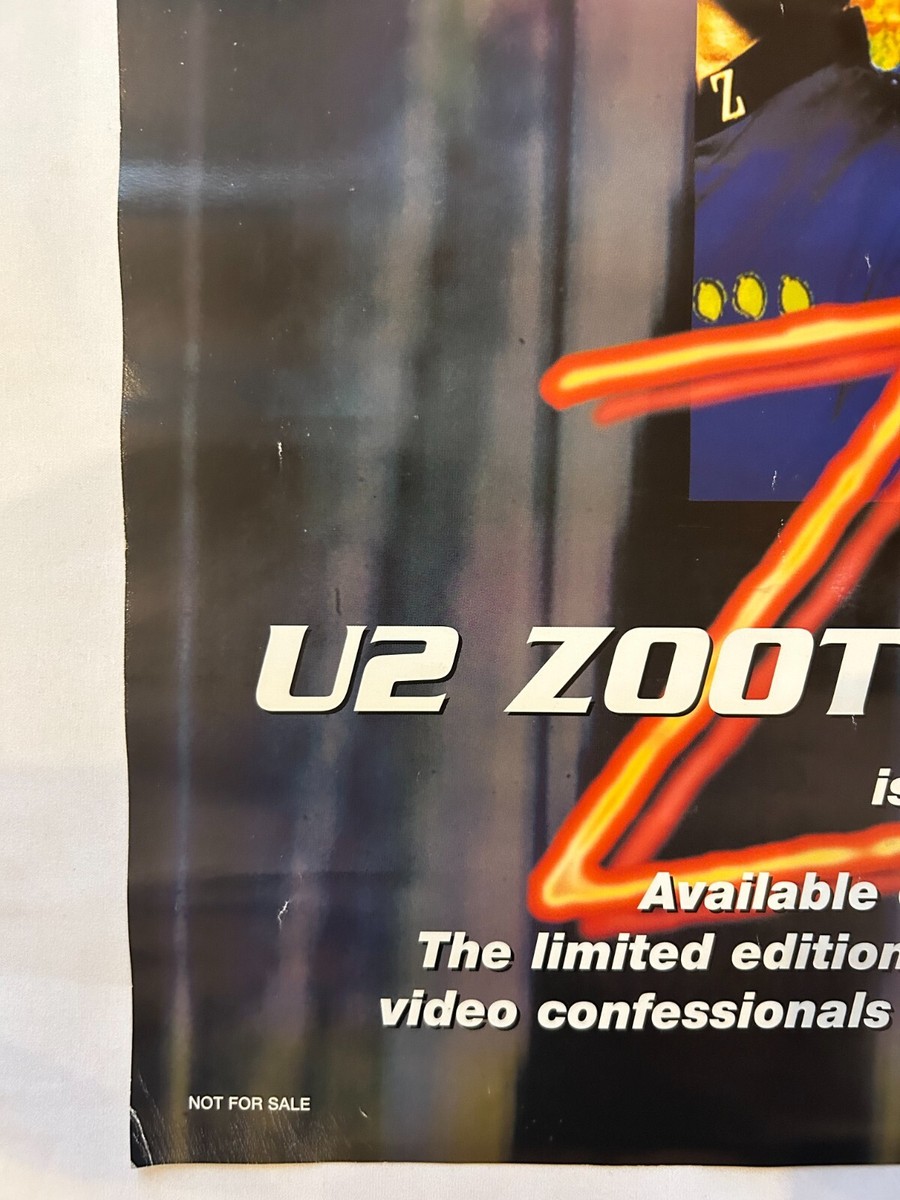 Z
U2 ZOOT
is
Available
The limited edition
video confessionals
NOT FOR SALE